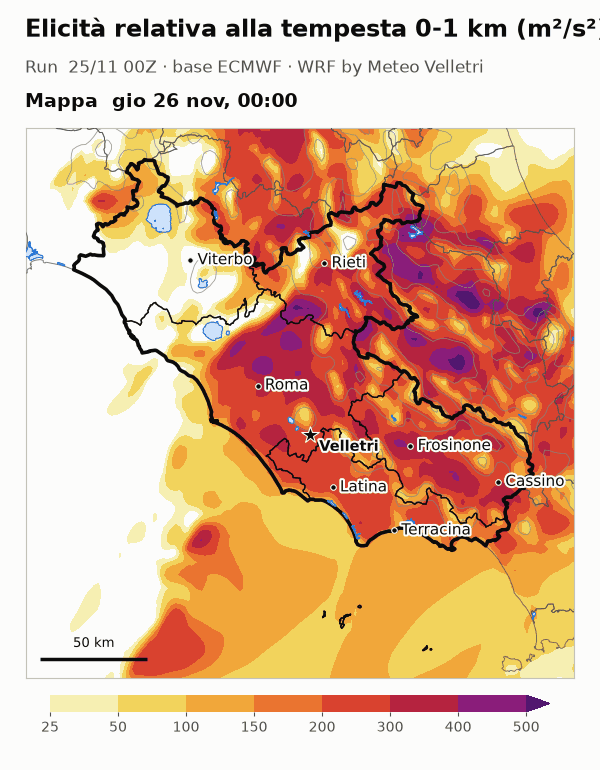 Elicità relativa alla tempesta 0-1 km (m²/s²)
Run  25/11 00Z · base ECMWF · WRF by Meteo Velletri
Mappa  gio 26 nov, 00:00
Viterbo
Rieti
Roma
Velletri
Frosinone
Latina
Cassino
Terracina
50 km
25 50 100 150 200 300 400 500